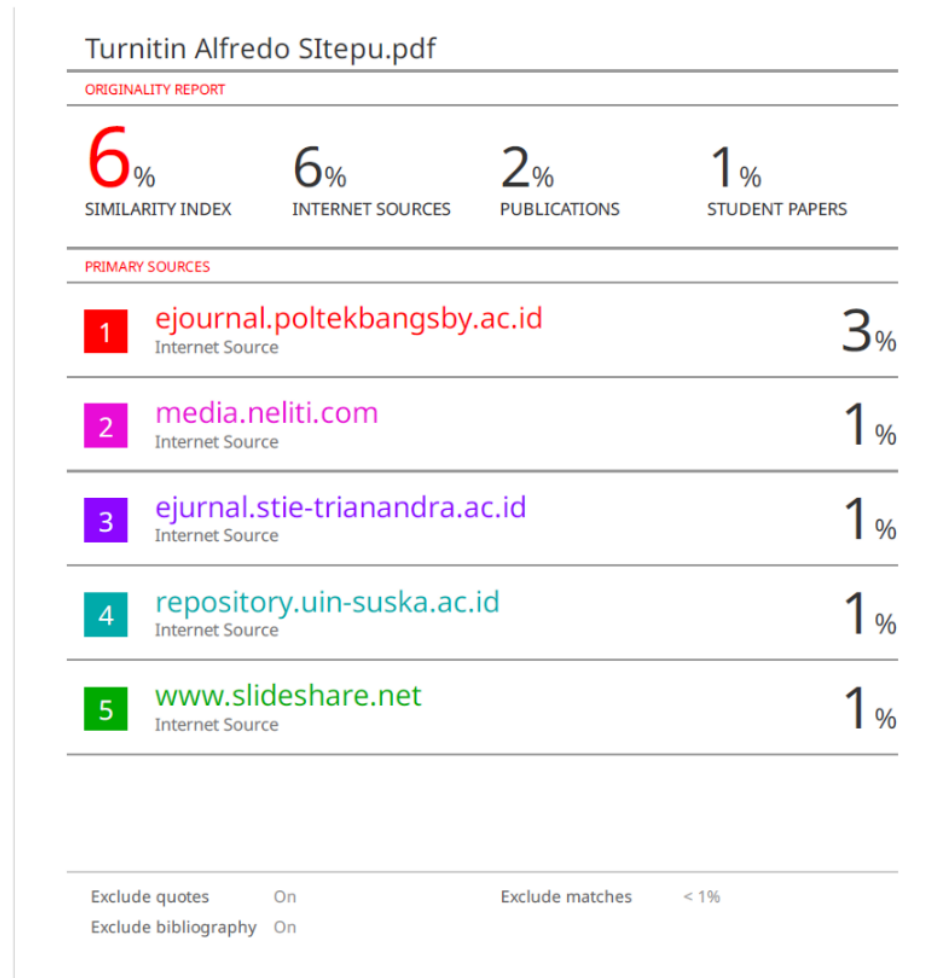 Turnitin Alfredo SItepu.pdf
ORIGINALITY REPORT
6% 6% 2% 1%
SIMILARITY INDEX INTERNET SOURCES PUBLICATIONS STUDENT PAPERS
PRIMARY SOURCES
1 ejournal.poltekbangsby.ac.id 3%
Internet Source
2 media.neliti.com 1%
Internet Source
3 ejurnal.stie-trianandra.ac.id 1%
Internet Source
4 repository.uin-suska.ac.id 1%
Internet Source
5 www.slideshare.net 1%
Internet Source
Exclude quotes On Exclude matches < 1%
Exclude bibliography On